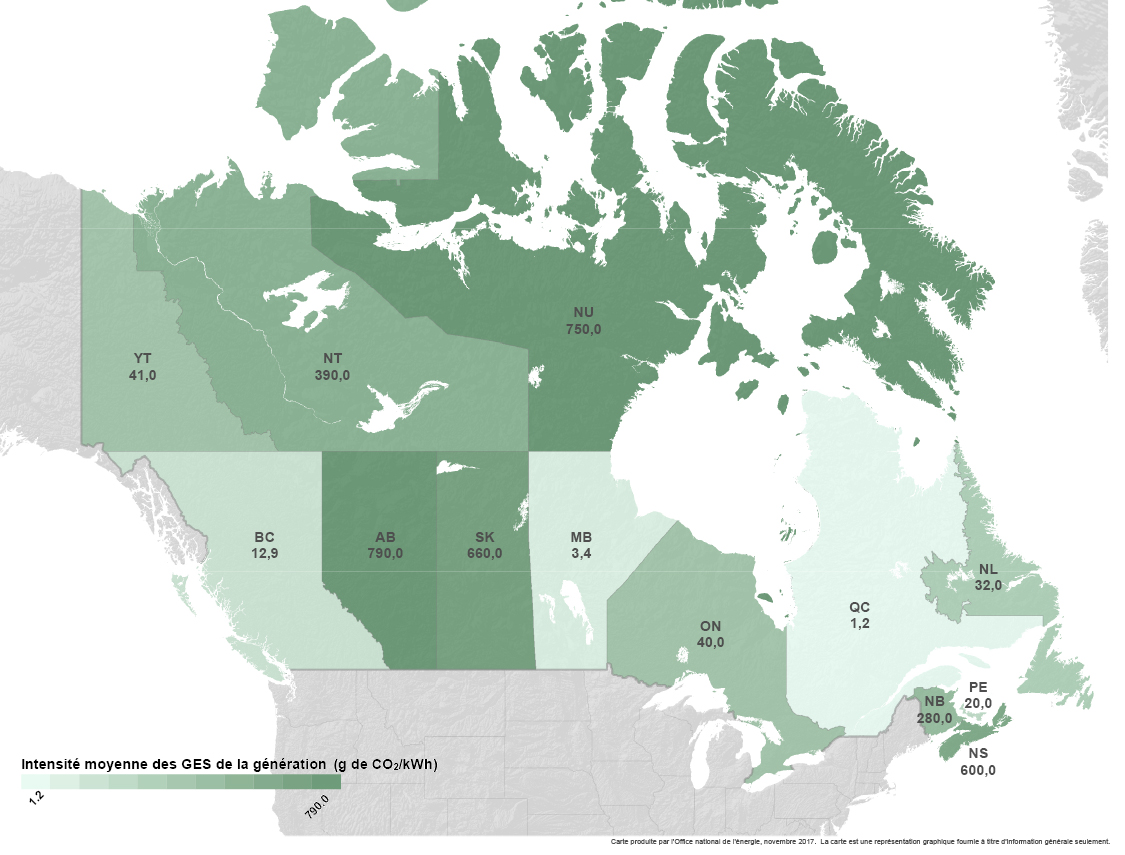 NU
750,0
YT
41,0
NT
390,0
BC
12,9
AB
790,0
SK
660,0
MB
3,4
NL
32,0
QC
1,2
ON
40,0
PE
20,0
NB
280,0
NS
600,0
Intensité moyenne des GES de la génération (g de CO₂/kWh)
1.2
790.0
Carte produite par l'Office national de l'énergie, novembre 2017. La carte est une représentation graphique fournie à titre d'information générale seulement.